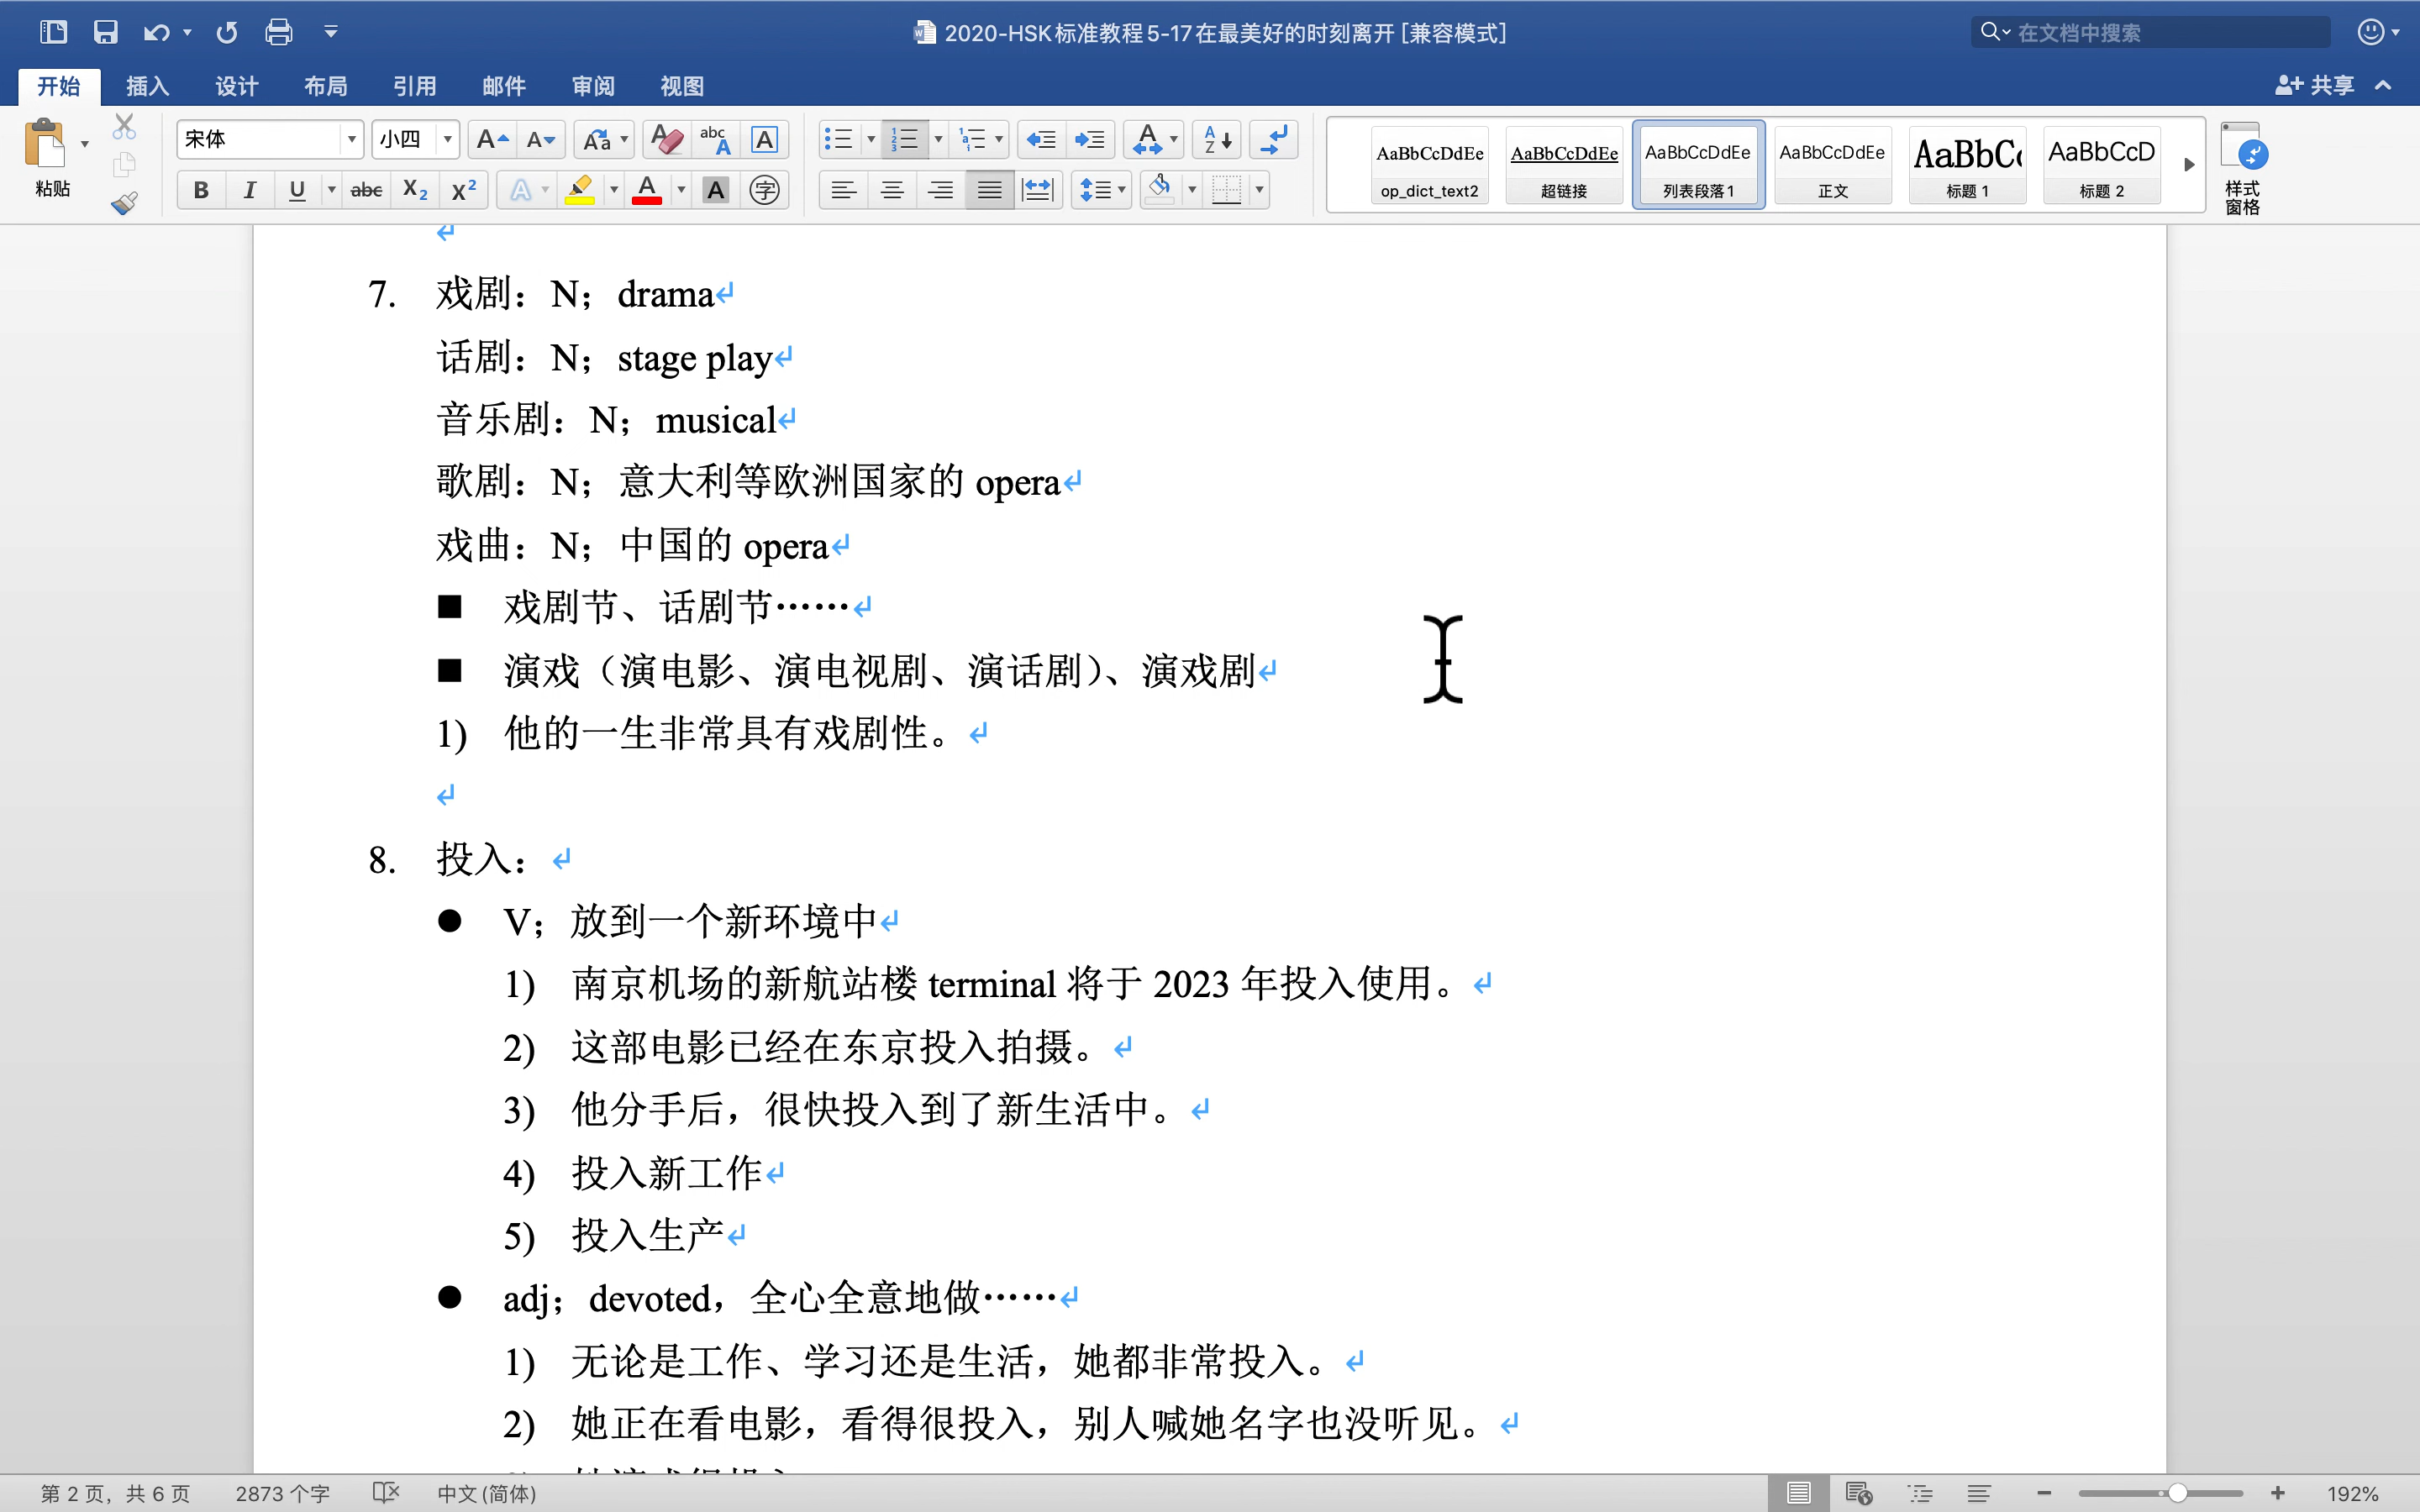 2020-HSK标准教程5-17在最美好的时刻离开 [兼容模式]
在文档中搜索
开始 插入 设计 布局 引用 邮件 审阅 视图
共享
粘贴
宋体 小四
AaBbCcDdEe AaBbCcDdEe AaBbCcDdEe AaBbCcDdEe AaBbC AaBbCcD
op_dict_text2 超链接 列表段落1 正文 标题 1 标题 2
样式
窗格
7. 戏剧：N；drama
话剧：N；stage play
音乐剧：N；musical
歌剧：N；意大利等欧洲国家的 opera
戏曲：N；中国的 opera
■ 戏剧节、话剧节……
■ 演戏（演电影、演电视剧、演话剧）、演戏剧
1) 他的一生非常具有戏剧性。
8. 投入：
● V；放到一个新环境中
1) 南京机场的新航站楼 terminal 将于 2023 年投入使用。
2) 这部电影已经在东京投入拍摄。
3) 他分手后，很快投入到了新生活中。
4) 投入新工作
5) 投入生产
● adj；devoted，全心全意地做……
1) 无论是工作、学习还是生活，她都非常投入。
2) 她正在看电影，看得很投入，别人喊她名字也没听见。
第 2 页，共 6 页 2873 个字 中文 (简体) 192%